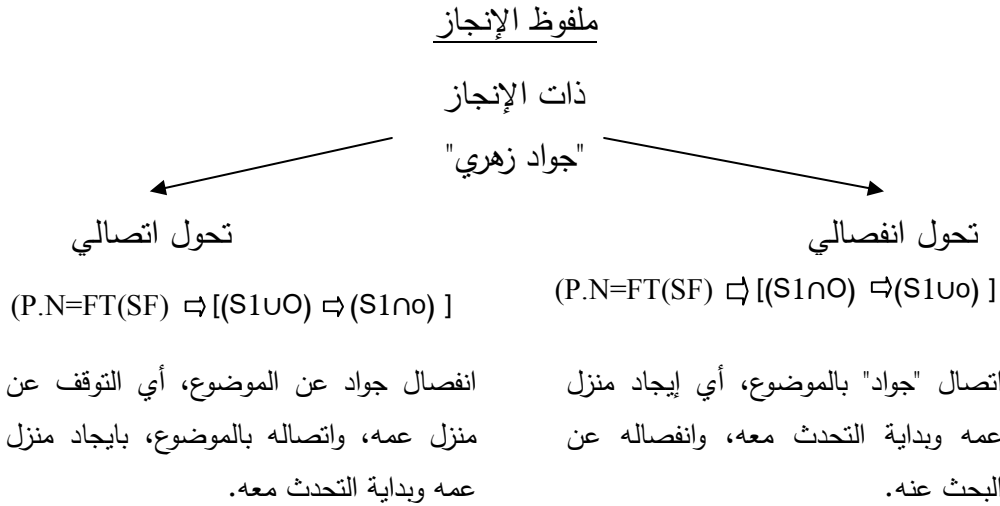 ملفوظ الإنجاز
ذات الإنجاز
"جواد زهري"
تحول انفصالي
(P.N=FT(SF) ⇨ [(S1∩O) ⇨(S1∪o) ]
اتصال "جواد" بالموضوع، أي إيجاد منزل
عمه وبداية التحدث معه، وانفصاله عن
البحث عنه.
تحول اتصالي
(P.N=FT(SF) ⇨ [(S1∪O) ⇨ (S1∩o) ]
انفصال جواد عن الموضوع، أي التوقف عن
منزل عمه، واتصاله بالموضوع، بايجاد منزل
عمه وبداية التحدث معه.